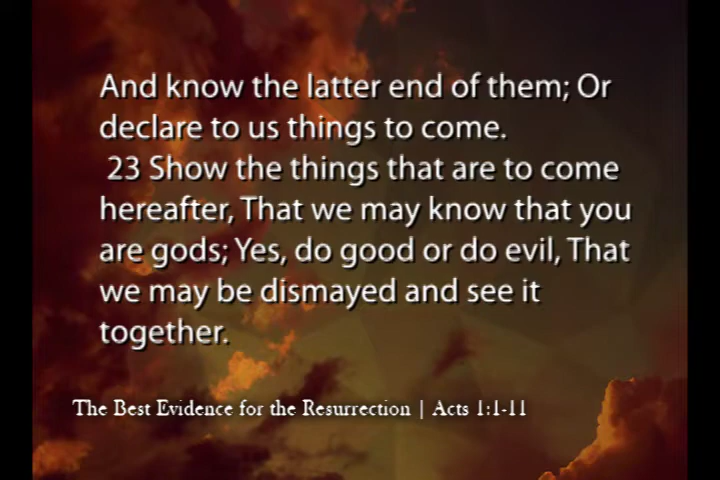 And know the latter end of them; Or
declare to us things to come.
23 Show the things that are to come
hereafter, That we may know that you
are gods; Yes, do good or do evil, That
we may be dismayed and see it
together.
The Best Evidence for the Resurrection | Acts 1:1-11